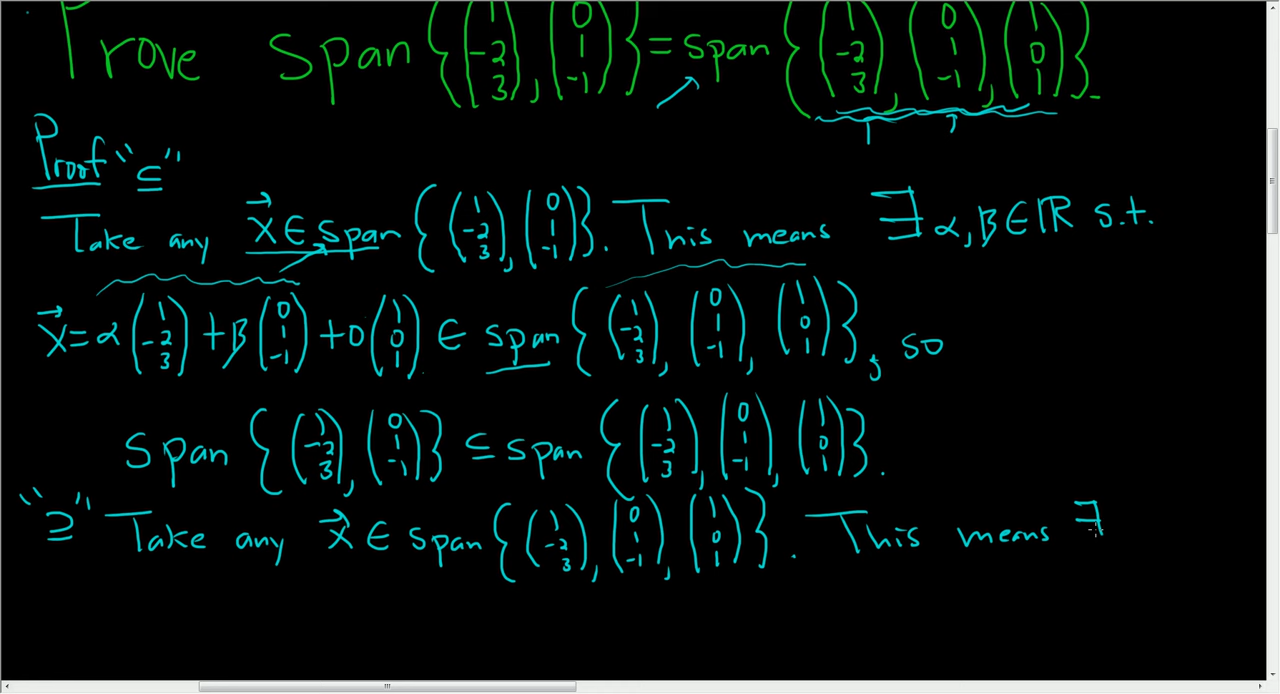 Prove Span {(1 -2 3), (0 1 -1)} = span {(1 -2 3), (0 1 -1), (1 0 1)}.
Proof "⊆"
Take any x⃗ ∈ span {(1 -2 3), (0 1 -1)}. This means ∃ α, β ∈ ℝ s.t.
x⃗ = α (1 -2 3) + β (0 1 -1) + 0 (1 0 1) ∈ span {(1 -2 3), (0 1 -1), (1 0 1)}, so
Span {(1 -2 3), (0 1 -1)} ⊆ span {(1 -2 3), (0 1 -1), (1 0 1)}.
"⊇" Take any x⃗ ∈ span {(1 -2 3), (0 1 -1), (1 0 1)}. This means ∃